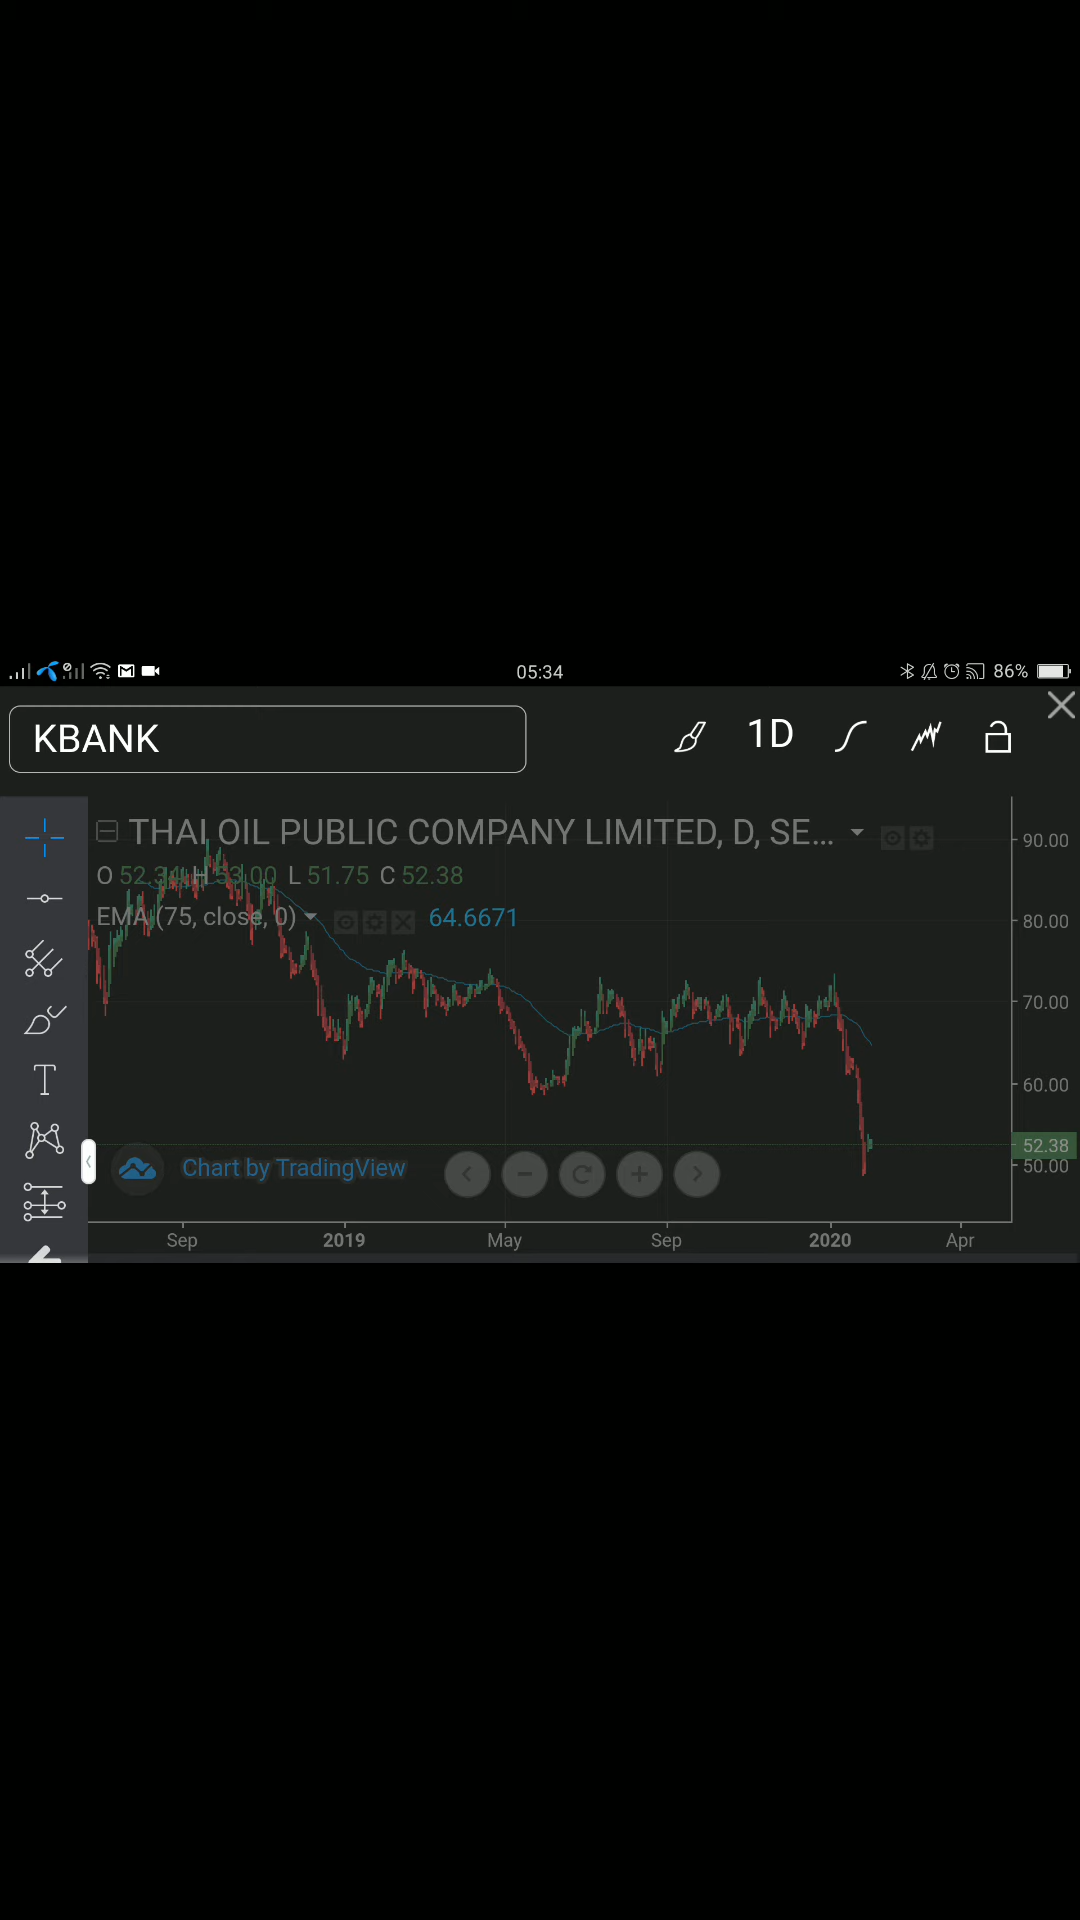 05:34
86%
KBANK
1D
THAI OIL PUBLIC COMPANY LIMITED, D, SE...
O 52.34 H 53.00 L 51.75 C 52.38
EMA (75, close, 0) 64.6671
90.00
80.00
70.00
60.00
52.38
50.00
Chart by TradingView
Sep 2019 May Sep 2020 Apr